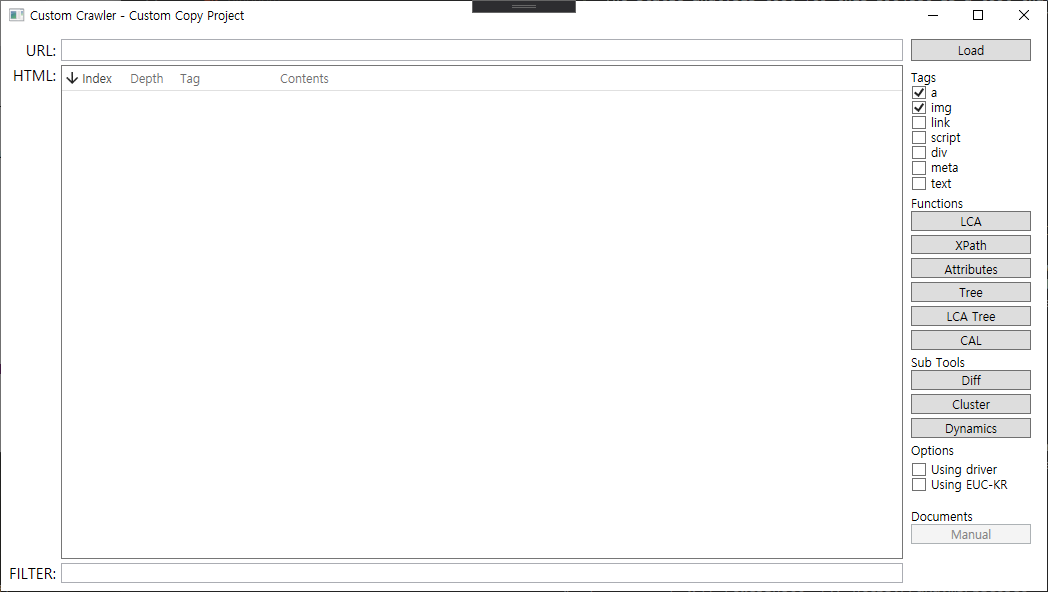 Custom Crawler - Custom Copy Project
URL:
Load
HTML:
Index Depth Tag Contents
Tags
a
img
link
script
div
meta
text
Functions
LCA
XPath
Attributes
Tree
LCA Tree
CAL
Sub Tools
Diff
Cluster
Dynamics
Options
Using driver
Using EUC-KR
Documents
Manual
FILTER: